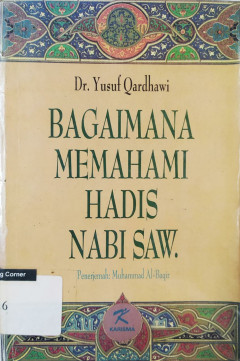 Dr. Yusuf Qardhawi
BAGAIMANA
MEMAHAMI
HADIS
NABI SAW.
Penerjemah: Muhammad Al-Baqir
K
KARISMA
g Corner
6